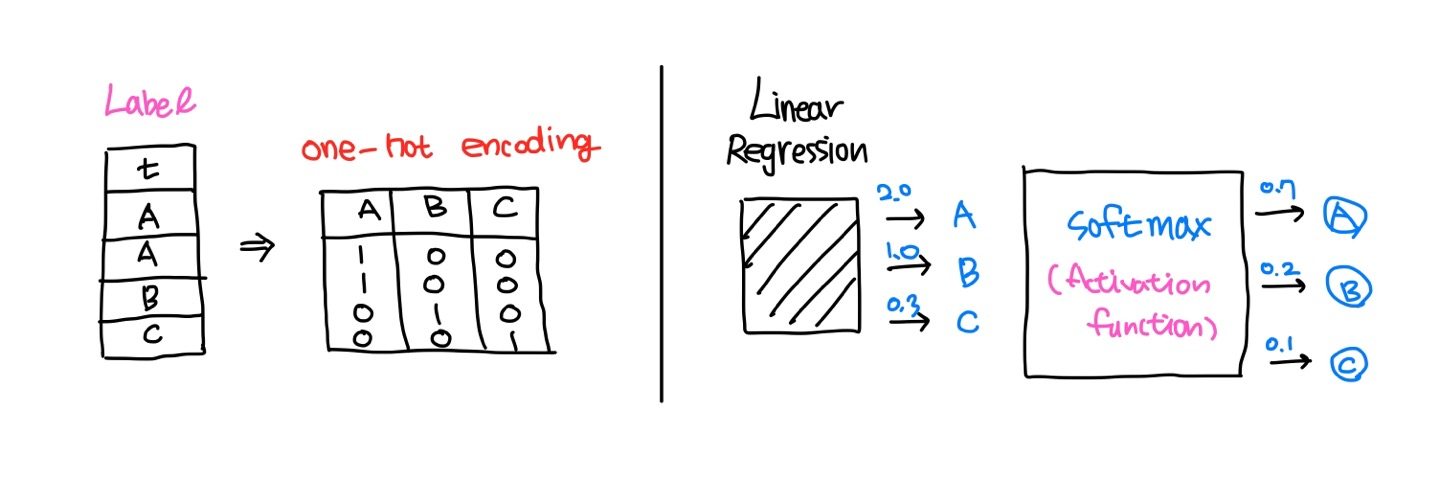 Label
t
A
A
B
C
⇒
one-hot encoding
A B C
1 0 0
1 0 0
0 1 0
0 0 1
Linear
Regression
2.0 → A
1.0 → B
0.3 → C
softmax
(Activation
function)
0.7 → A
0.2 → B
0.1 → C